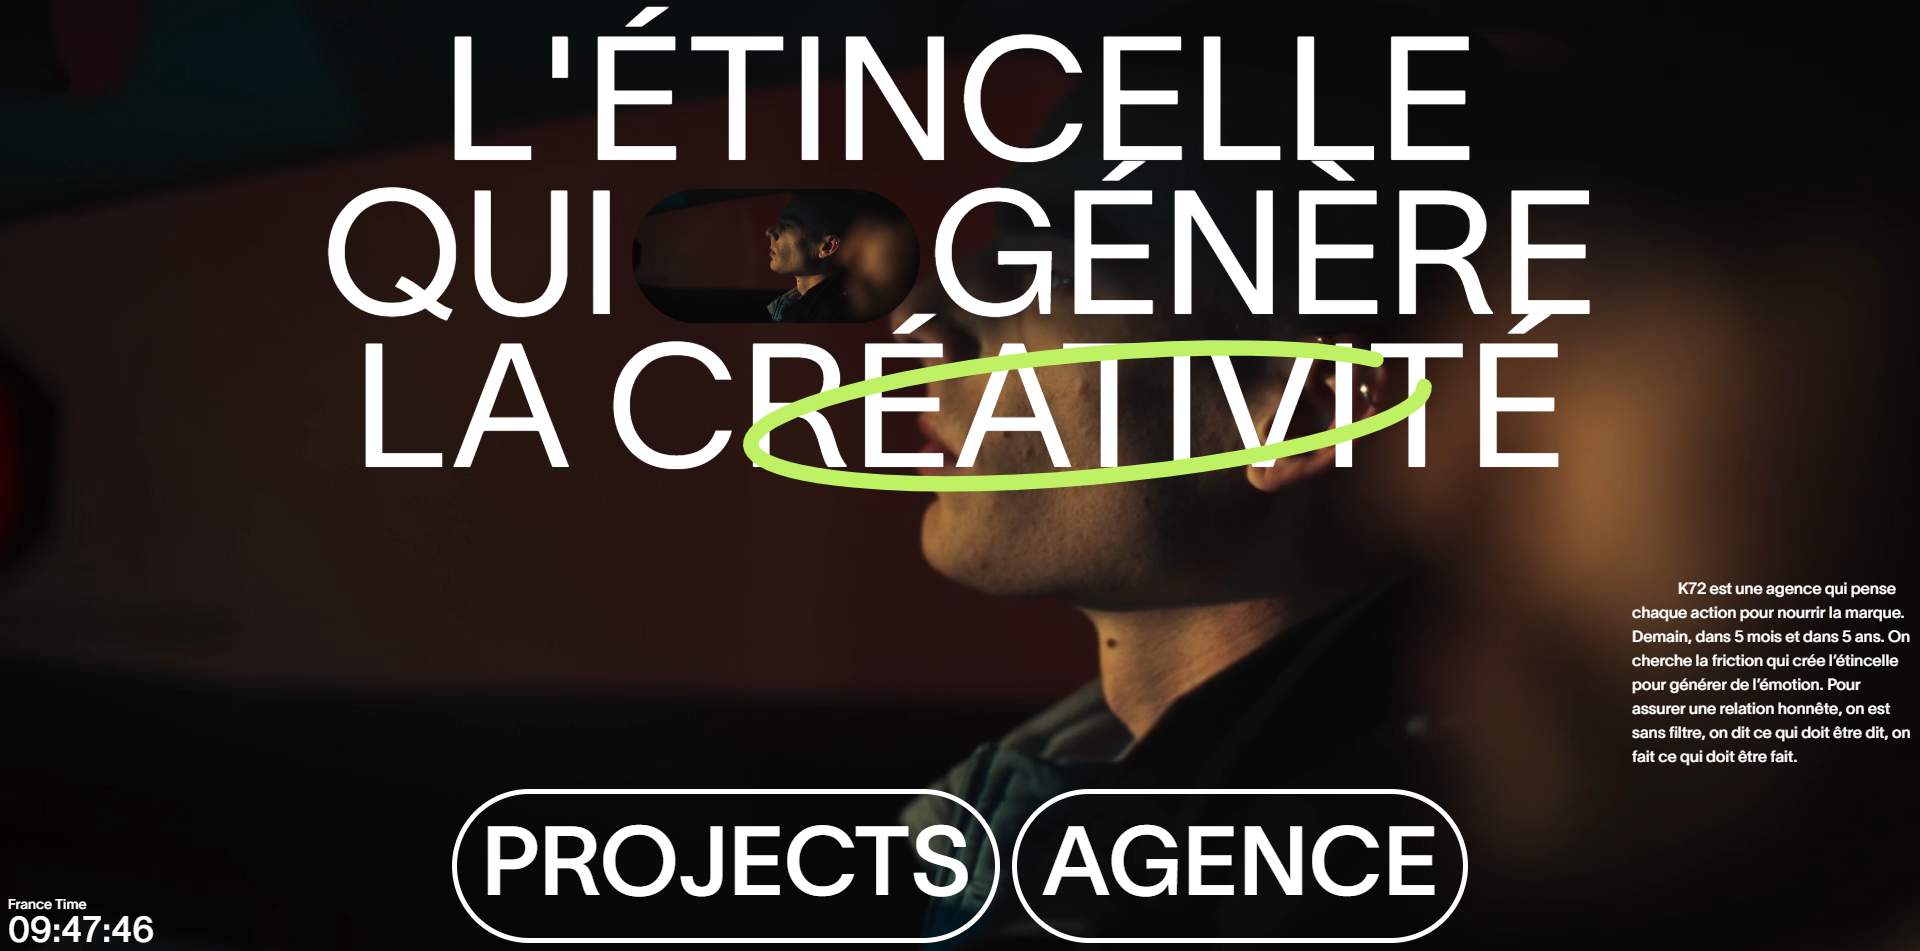 L'ÉTINCELLE
QUI GÉNÈRE
LA CRÉATIVITÉ
K72 est une agence qui pense
chaque action pour nourrir la marque.
Demain, dans 5 mois et dans 5 ans. On
cherche la friction qui crée l’étincelle
pour générer de l’émotion. Pour
assurer une relation honnête, on est
sans filtre, on dit ce qui doit être dit, on
fait ce qui doit être fait.
PROJECTS AGENCE
France Time
09:47:46